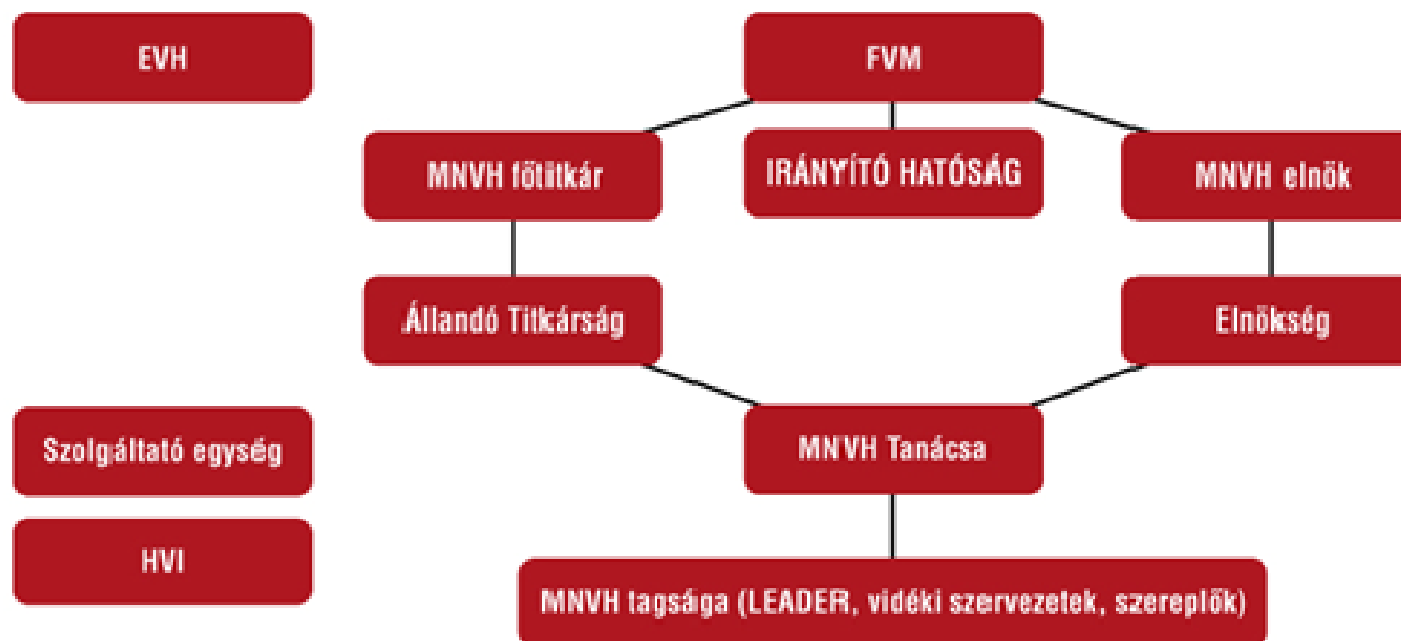 EVH
FVM
MNVH főtitkár
IRÁNYÍTÓ HATÓSÁG
MNVH elnök
Állandó Titkárság
Elnökség
Szolgáltató egység
MNVH Tanácsa
HVI
MNVH tagsága (LEADER, vidéki szervezetek, szereplők)